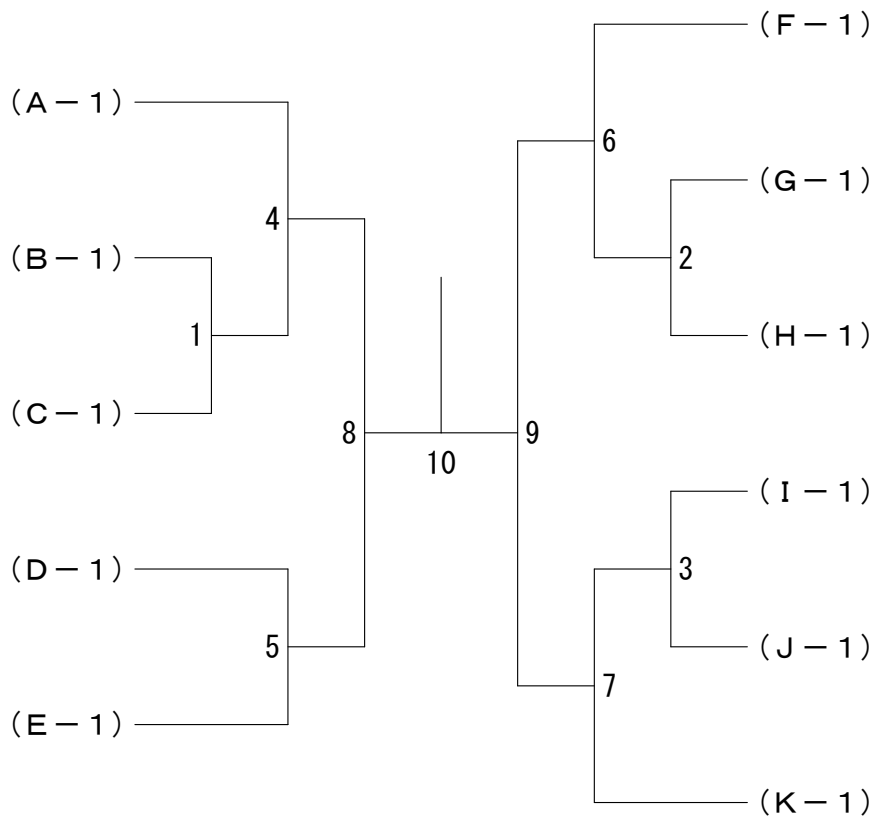 （Ａ－１）
（Ｂ－１）
（Ｃ－１）
（Ｄ－１）
（Ｅ－１）
1
4
5
8
10
9
6
2
3
7
（Ｆ－１）
（Ｇ－１）
（Ｈ－１）
（Ｉ－１）
（Ｊ－１）
（Ｋ－１）